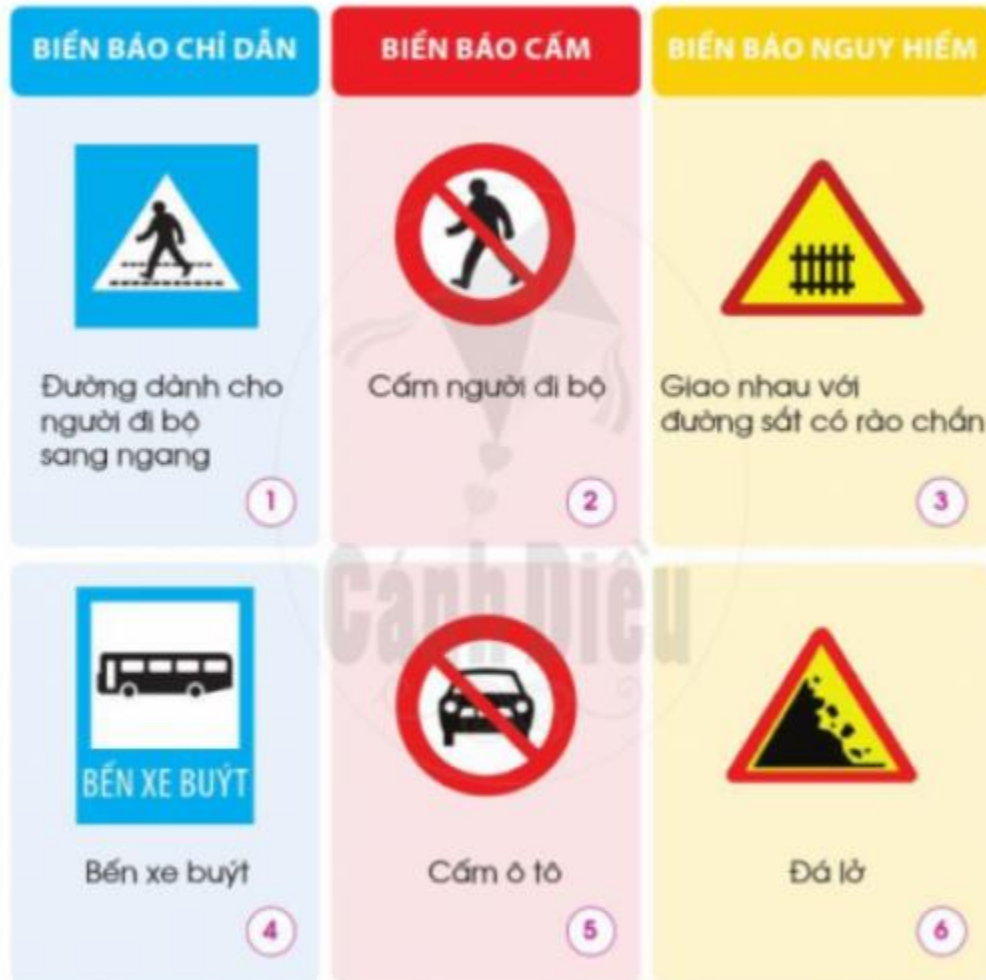 BIỂN BÁO CHỈ DẪN
BIỂN BÁO CẤM
BIỂN BÁO NGUY HIỂM
Đường dành cho
người đi bộ
sang ngang
1
Cấm người đi bộ
2
Giao nhau với
đường sắt có rào chắn
3
Cánh Diều
BẾN XE BUÝT
Bến xe buýt
4
Cấm ô tô
5
Đá lở
6